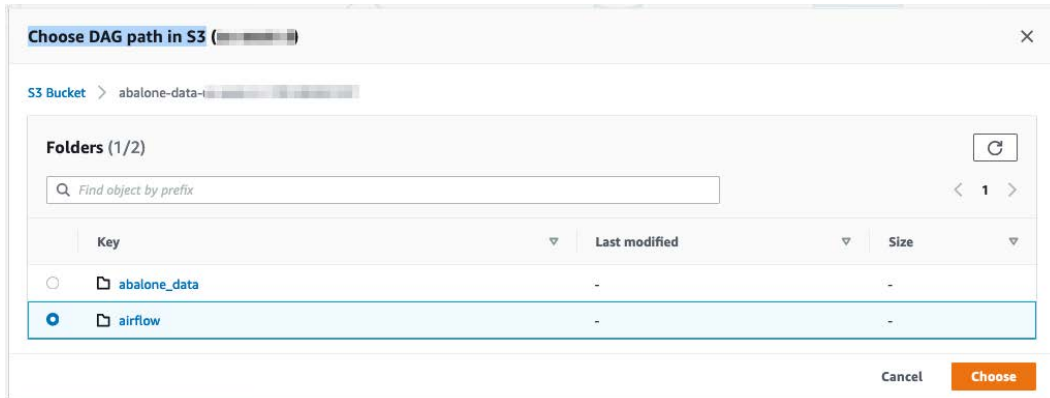 Choose DAG path in S3 (
S3 Bucket > abalone-data-
Folders (1/2)
Find object by prefix
< 1 >
Key Last modified Size
abalone_data - -
airflow - -
Cancel Choose